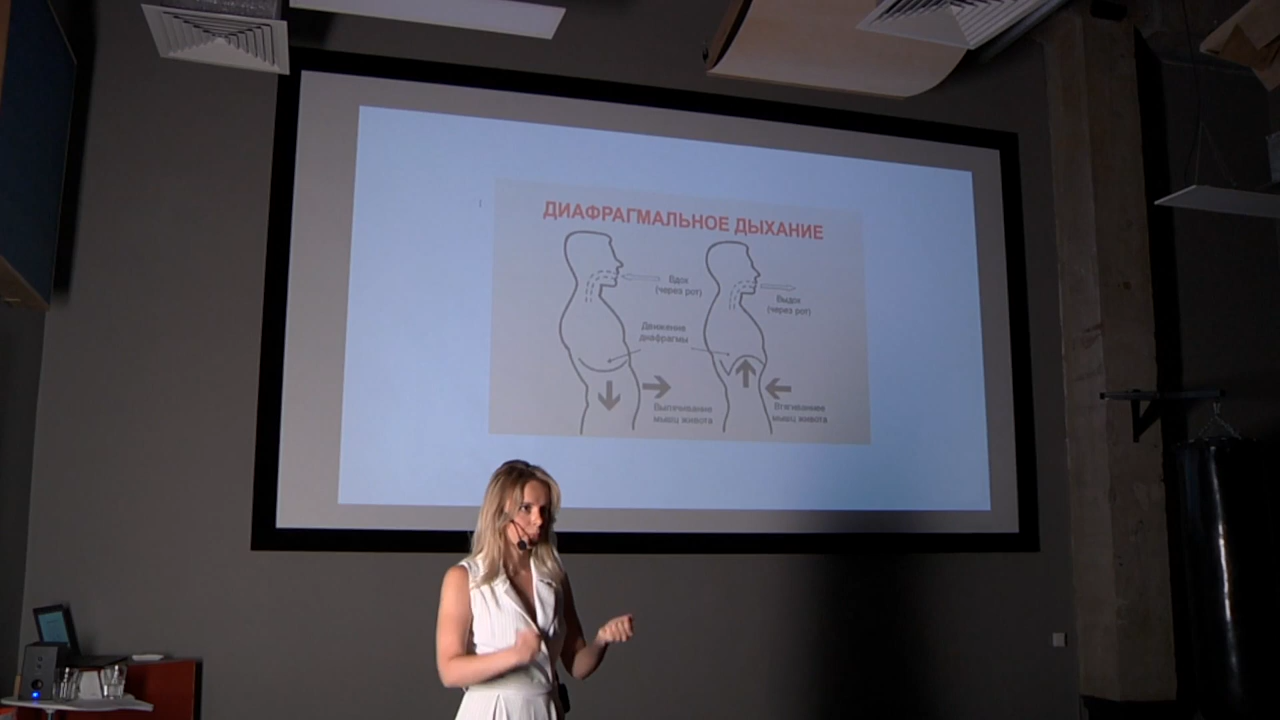 ДИАФРАГМАЛЬНОЕ ДЫХАНИЕ
Вдох
(через рот)
Выдох
(через рот)
Движение
диафрагмы
Выпячивание
мышц живота
Втягивание
мышц живота